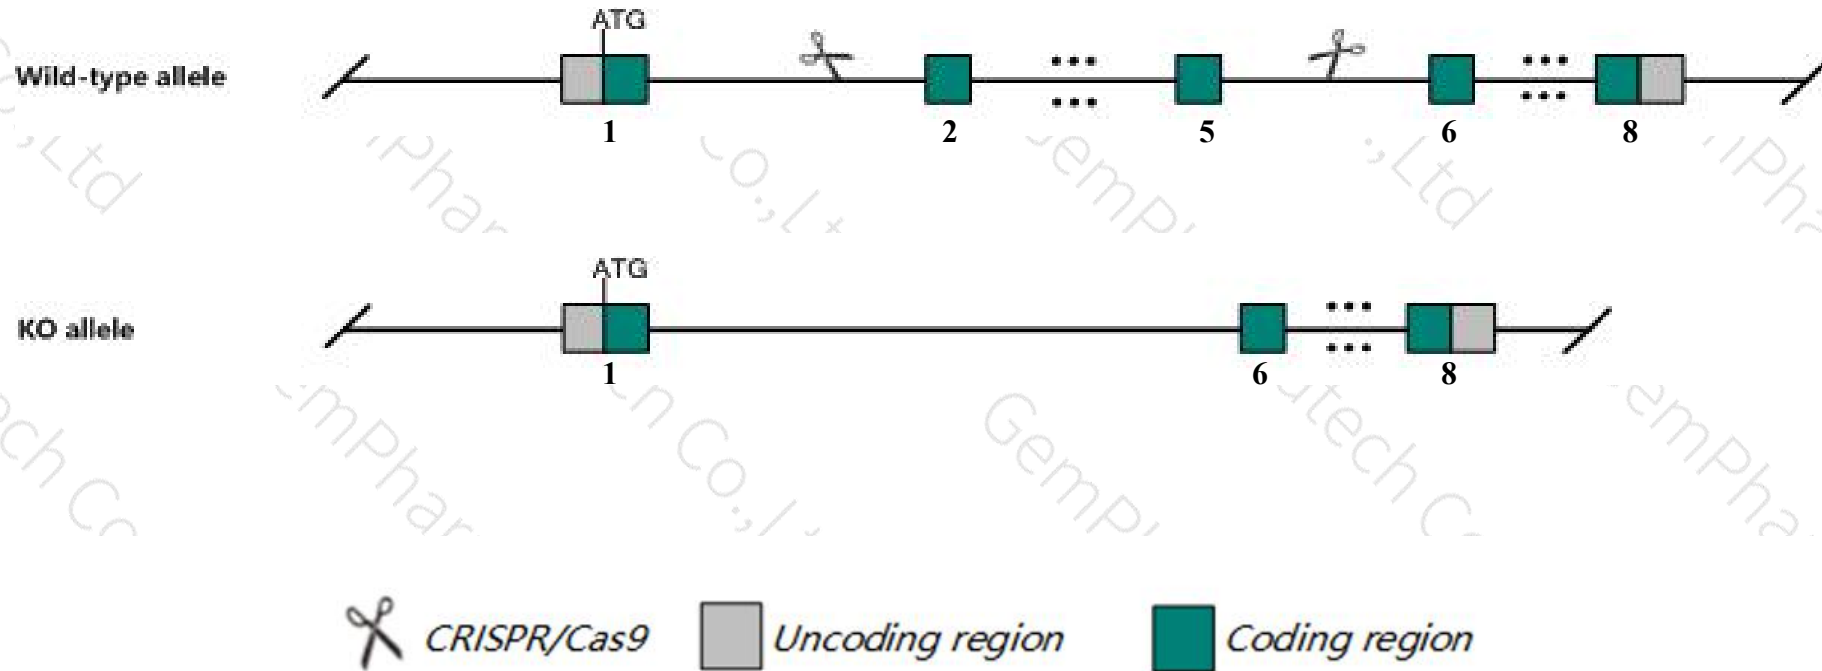 ATG
Wild-type allele
1 2 5 6 8
ATG
KO allele
1 6 8
CRISPR/Cas9 Uncoding region Coding region